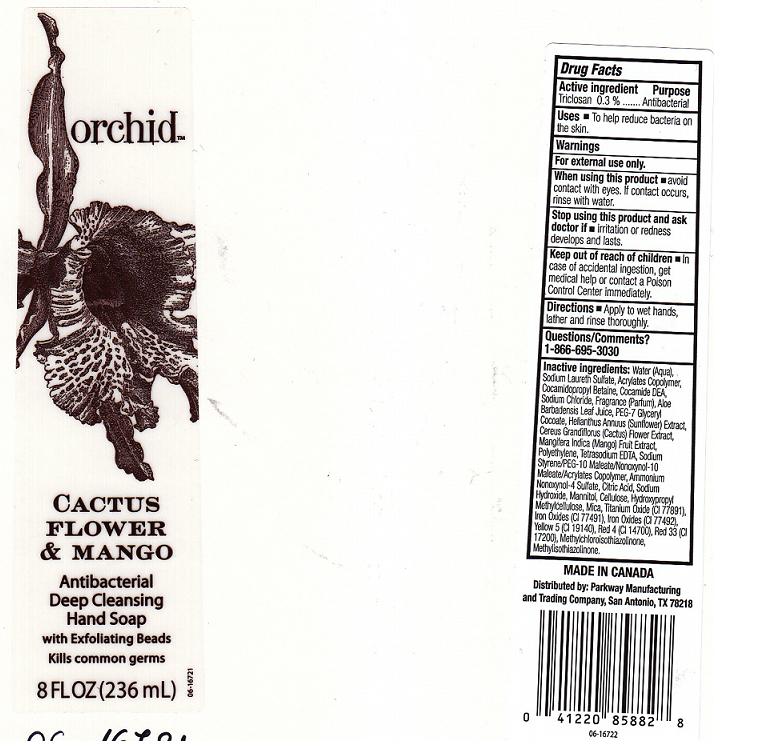 orchid™
CACTUS
FLOWER
& MANGO
Antibacterial
Deep Cleansing
Hand Soap
with Exfoliating Beads
Kills common germs
8 FL OZ (236 mL)
06-16721
Drug Facts
Active ingredient Purpose
Triclosan 0.3 % ....... Antibacterial
Uses ■ To help reduce bacteria on
the skin.
Warnings
For external use only.
When using this product ■ avoid
contact with eyes. If contact occurs,
rinse with water.
Stop using this product and ask
doctor if ■ irritation or redness
develops and lasts.
Keep out of reach of children ■ In
case of accidental ingestion, get
medical help or contact a Poison
Control Center immediately.
Directions ■ Apply to wet hands,
lather and rinse thoroughly.
Questions/Comments?
1-866-695-3030
Inactive ingredients: Water (Aqua),
Sodium Laureth Sulfate, Acrylates Copolymer,
Cocamidopropyl Betaine, Cocamide DEA,
Sodium Chloride, Fragrance (Parfum), Aloe
Barbadensis Leaf Juice, PEG-7 Glyceryl
Cocoate, Helianthus Annuus (Sunflower) Extract,
Cereus Grandiflorus (Cactus) Flower Extract,
Mangifera Indica (Mango) Fruit Extract,
Polyethylene, Tetrasodium EDTA, Sodium
Styrene/PEG-10 Maleate/Nonoxynol-10
Maleate/Acrylates Copolymer, Ammonium
Nonoxynol-4 Sulfate, Citric Acid, Sodium
Hydroxide, Mannitol, Cellulose, Hydroxypropyl
Methylcellulose, Mica, Titanium Oxide (CI 77891),
Iron Oxides (CI 77491), Iron Oxides (CI 77492),
Yellow 5 (CI 19140), Red 4 (CI 14700), Red 33 (CI
17200), Methylchloroisothiazolinone,
Methylisothiazolinone.
MADE IN CANADA
Distributed by: Parkway Manufacturing
and Trading Company, San Antonio, TX 78218
0 41220 85882 8
06-16722